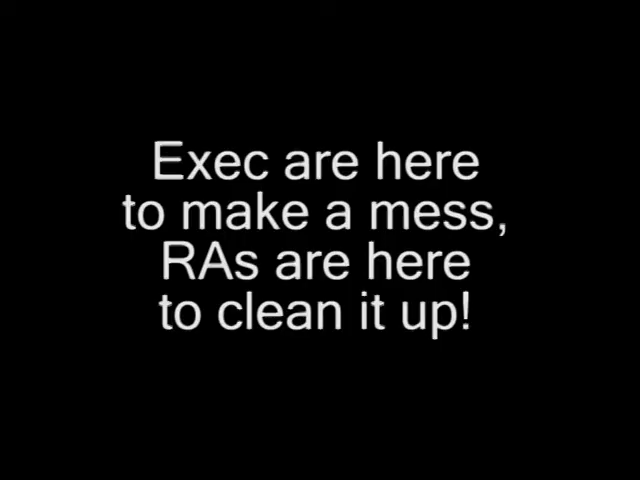 Exec are here
to make a mess,
RAs are here
to clean it up!